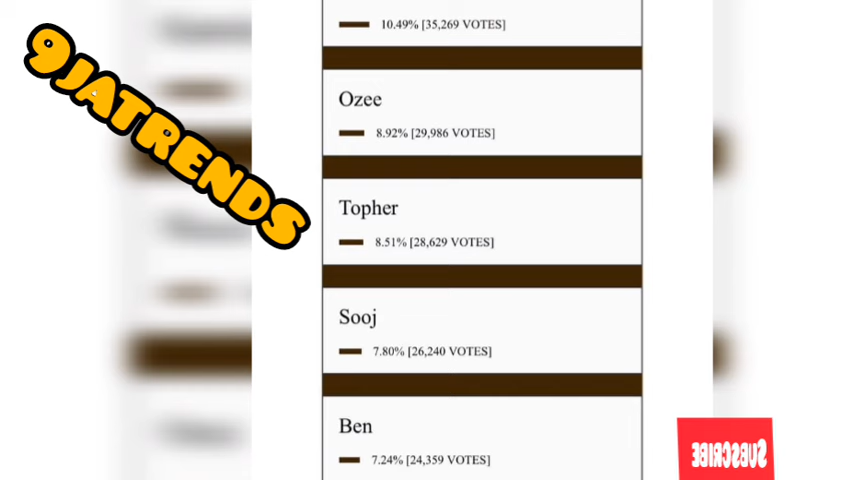 10.49% [35,269 VOTES]
9JATRENDS
Ozee
8.92% [29,986 VOTES]
Topher
8.51% [28,629 VOTES]
Sooj
7.80% [26,240 VOTES]
Ben
7.24% [24,359 VOTES]
SUBSCRIBE